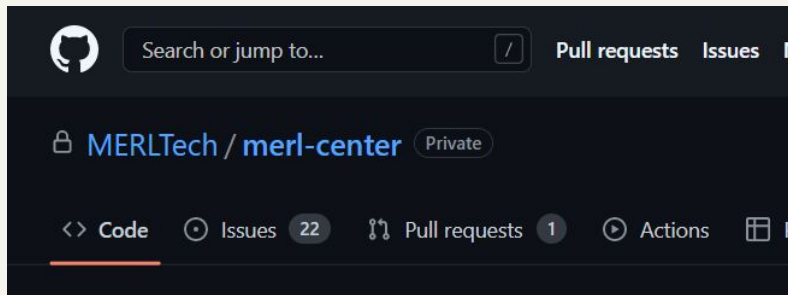 Search or jump to... / Pull requests Issues
MERLTech / merl-center Private
<> Code Issues 22 Pull requests 1 Actions